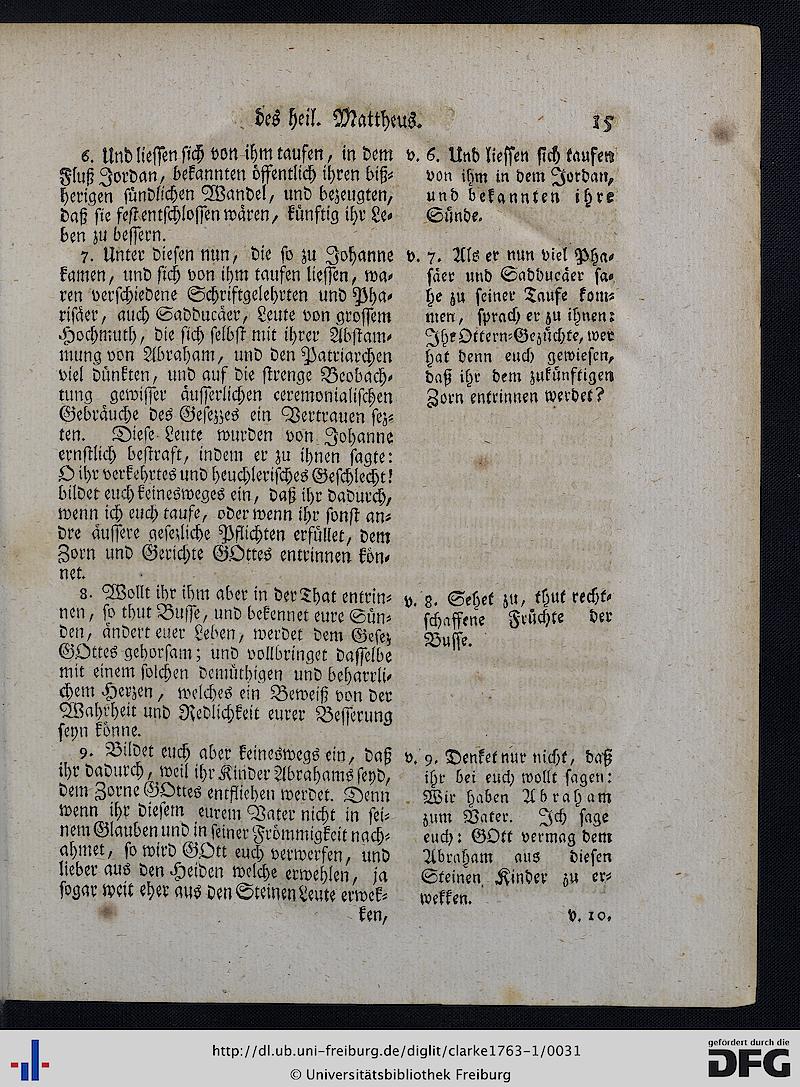 des heil. Mattheus. 15
6. Und liessen sich von ihm taufen, in dem
Fluß Jordan, bekannten öffentlich ihren biß-
herigen sündlichen Wandel, und bezeugten,
daß sie fest entschlossen wären, künftig ihr Le-
ben zu bessern.
7. Unter diesen nun, die so zu Johanne
kamen, und sich von ihm taufen liessen, wa-
ren verschiedene Schriftgelehrten und Pha-
risäer, auch Sadducäer, Leute von grossem
Hochmuth, die sich selbst mit ihrer Abstam-
mung von Abraham, und den Patriarchen
viel dünkten, und auf die strenge Beobach-
tung gewisser äusserlichen ceremonialischen
Gebräuche des Gesezzes ein Vertrauen sez-
ten. Diese Leute wurden von Johanne
ernstlich bestraft, indem er zu ihnen sagte:
O ihr verkehrtes und heuchlerisches Geschlecht!
bildet euch keinesweges ein, daß ihr dadurch,
wenn ich euch taufe, oder wenn ihr sonst an-
dre äussere gesezliche Pflichten erfüllet, dem
Zorn und Gerichte GOttes entrinnen kön-
net.
8. Wollt ihr ihm aber in der That entrin-
nen, so thut Busse, und bekennet eure Sün-
den, ändert euer Leben, werdet dem Gesez
GOttes gehorsam; und vollbringet dasselbe
mit einem solchen demüthigen und beharrli-
chem Herzen, welches ein Beweiß von der
Wahrheit und Redlichkeit eurer Besserung
seyn könne.
9. Bildet euch aber keineswegs ein, daß
ihr dadurch, weil ihr Kinder Abrahams seyd,
dem Zorne GOttes entfliehen werdet. Denn
wenn ihr diesem eurem Vater nicht in sei-
nem Glauben und in seiner Frömmigkeit nach-
ahmet, so wird GOtt euch verwerfen, und
lieber aus den Heiden welche erwehlen, ja
sogar weit eher aus den Steinen Leute erwek-
ken,
v. 6. Und liessen sich taufen
von ihm in dem Jordan,
und bekannten ihre
Sünde.
v. 7. Als er nun viel Pha-
säer und Sadducäer sa-
he zu seiner Taufe kom-
men, sprach er zu ihnen:
Ihr Ottern-Gezüchte, wer
hat denn euch gewiesen,
daß ihr dem zukünftigen
Zorn entrinnen werdet?
v. 8. Sehet zu, thut recht-
schaffene Früchte der
Busse.
v. 9. Denket nur nicht, daß
ihr bei euch wollt sagen:
Wir haben Abraham
zum Vater. Ich sage
euch: GOtt vermag dem
Abraham aus diesen
Steinen Kinder zu er-
wekken.
v. 10.
http://dl.ub.uni-freiburg.de/diglit/clarke1763-1/0031
© Universitätsbibliothek Freiburg
gefördert durch die
DFG